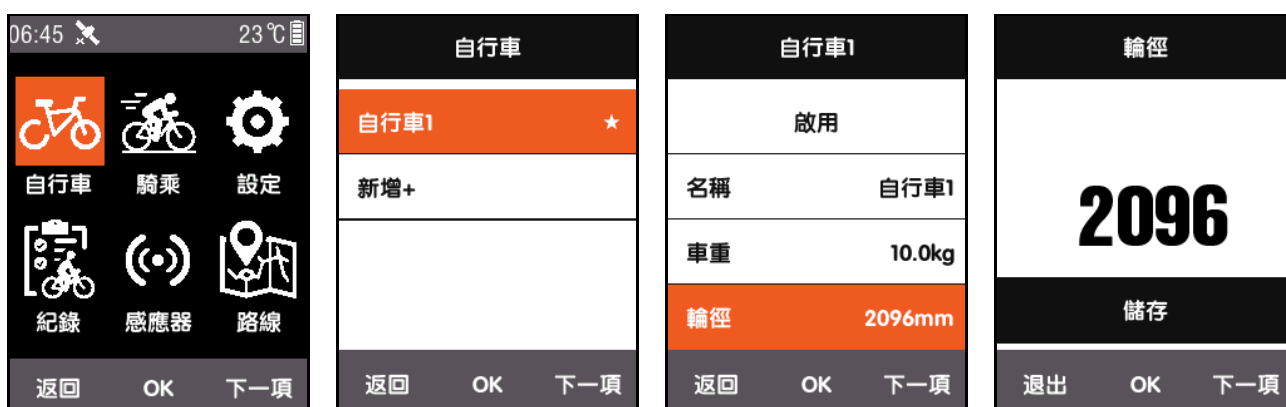 06:45 23℃
自行車 騎乘 設定
紀錄 感應器 路線
返回 OK 下一項
自行車
自行車1 ★
新增+
返回 OK 下一項
自行車1
啟用
名稱 自行車1
車重 10.0kg
輪徑 2096mm
返回 OK 下一項
輪徑
2096
儲存
退出 OK 下一項